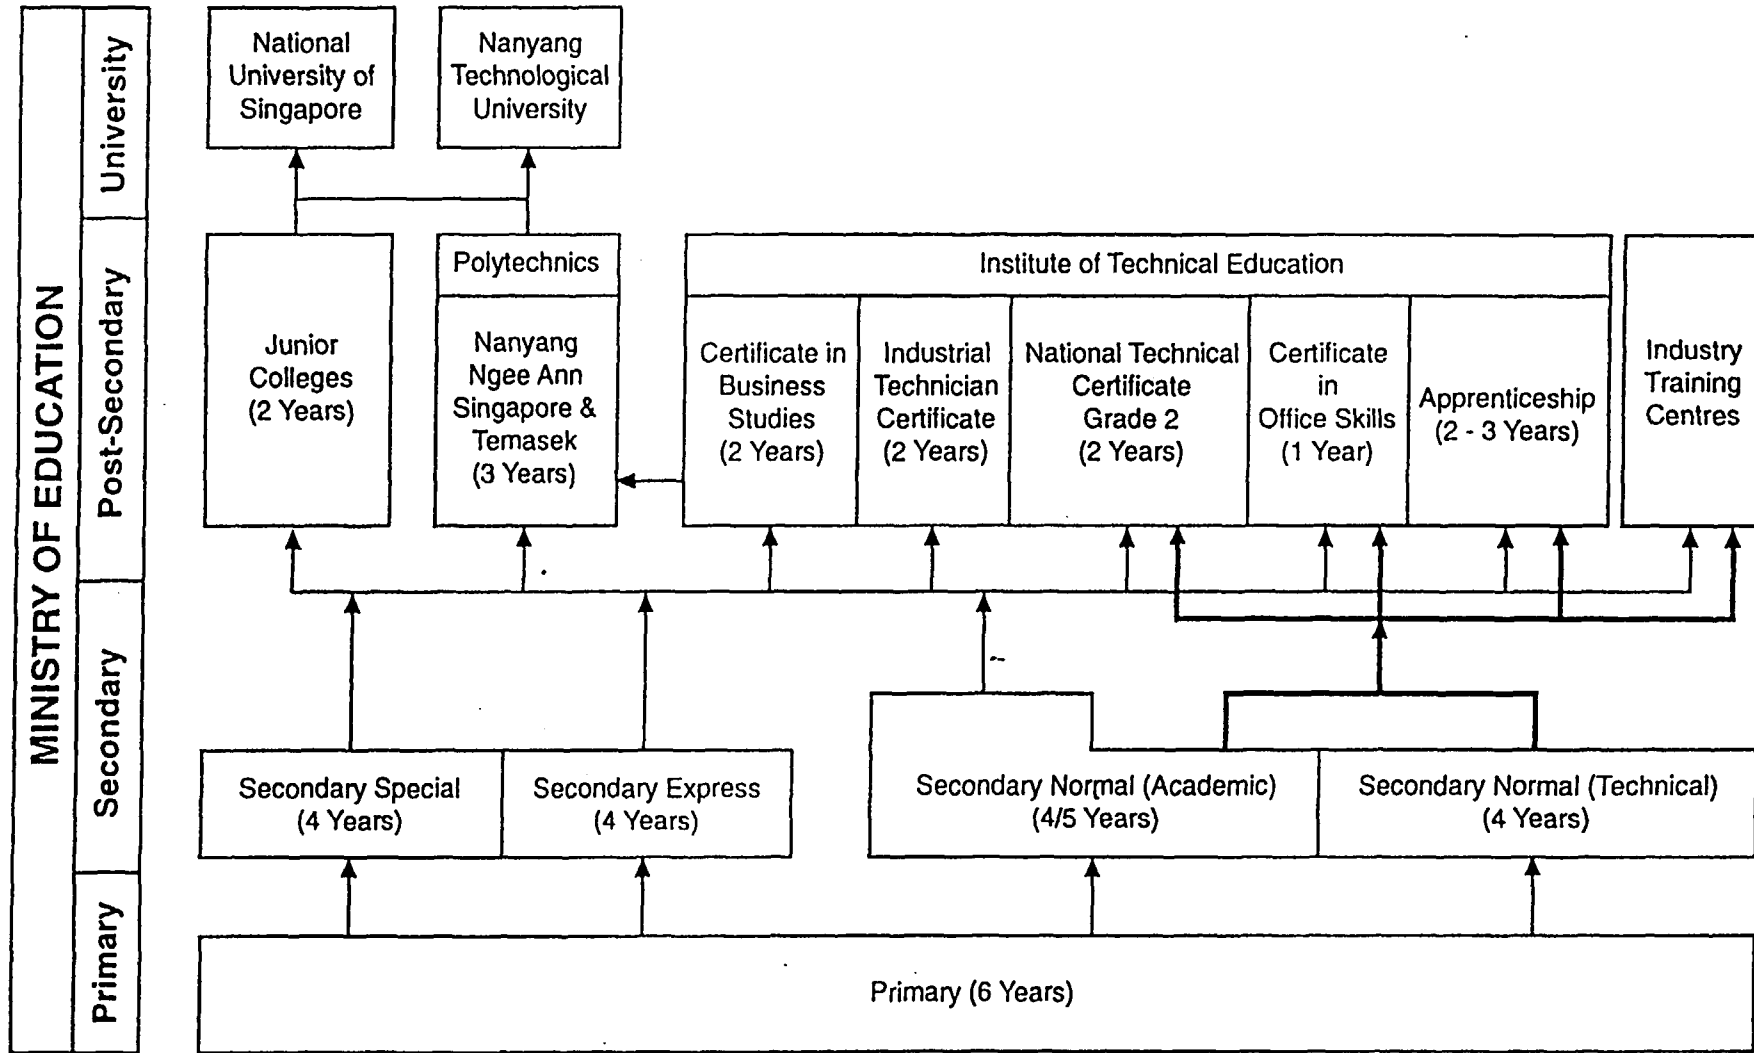 MINISTRY OF EDUCATION
University
National
University of
Singapore
Nanyang
Technological
University
Post-Secondary
Junior
Colleges
(2 Years)
Polytechnics
Nanyang
Ngee Ann
Singapore &
Temasek
(3 Years)
Institute of Technical Education
Certificate in
Business
Studies
(2 Years)
Industrial
Technician
Certificate
(2 Years)
National Technical
Certificate
Grade 2
(2 Years)
Certificate
in
Office Skills
(1 Year)
Apprenticeship
(2 - 3 Years)
Industry
Training
Centres
Secondary
Secondary Special
(4 Years)
Secondary Express
(4 Years)
Secondary Normal (Academic)
(4/5 Years)
Secondary Normal (Technical)
(4 Years)
Primary
Primary (6 Years)